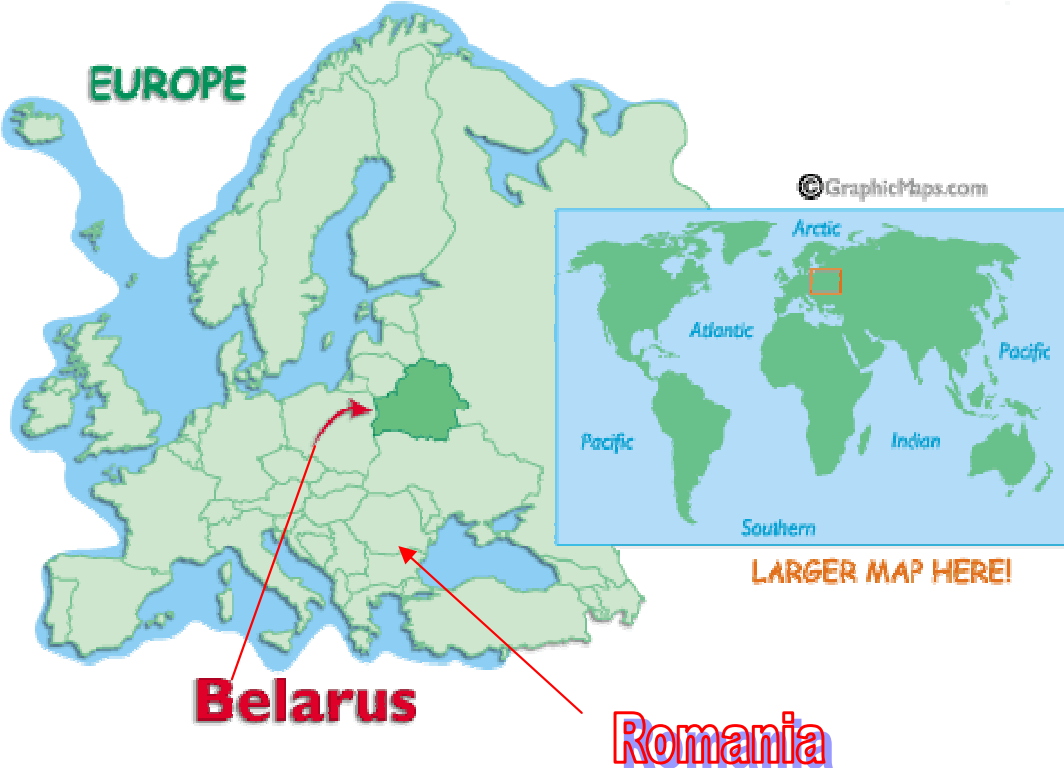 EUROPE
©GraphicMaps.com
Arctic
Atlantic
Pacific
Pacific
Indian
Southern
LARGER MAP HERE!
Belarus
Romania